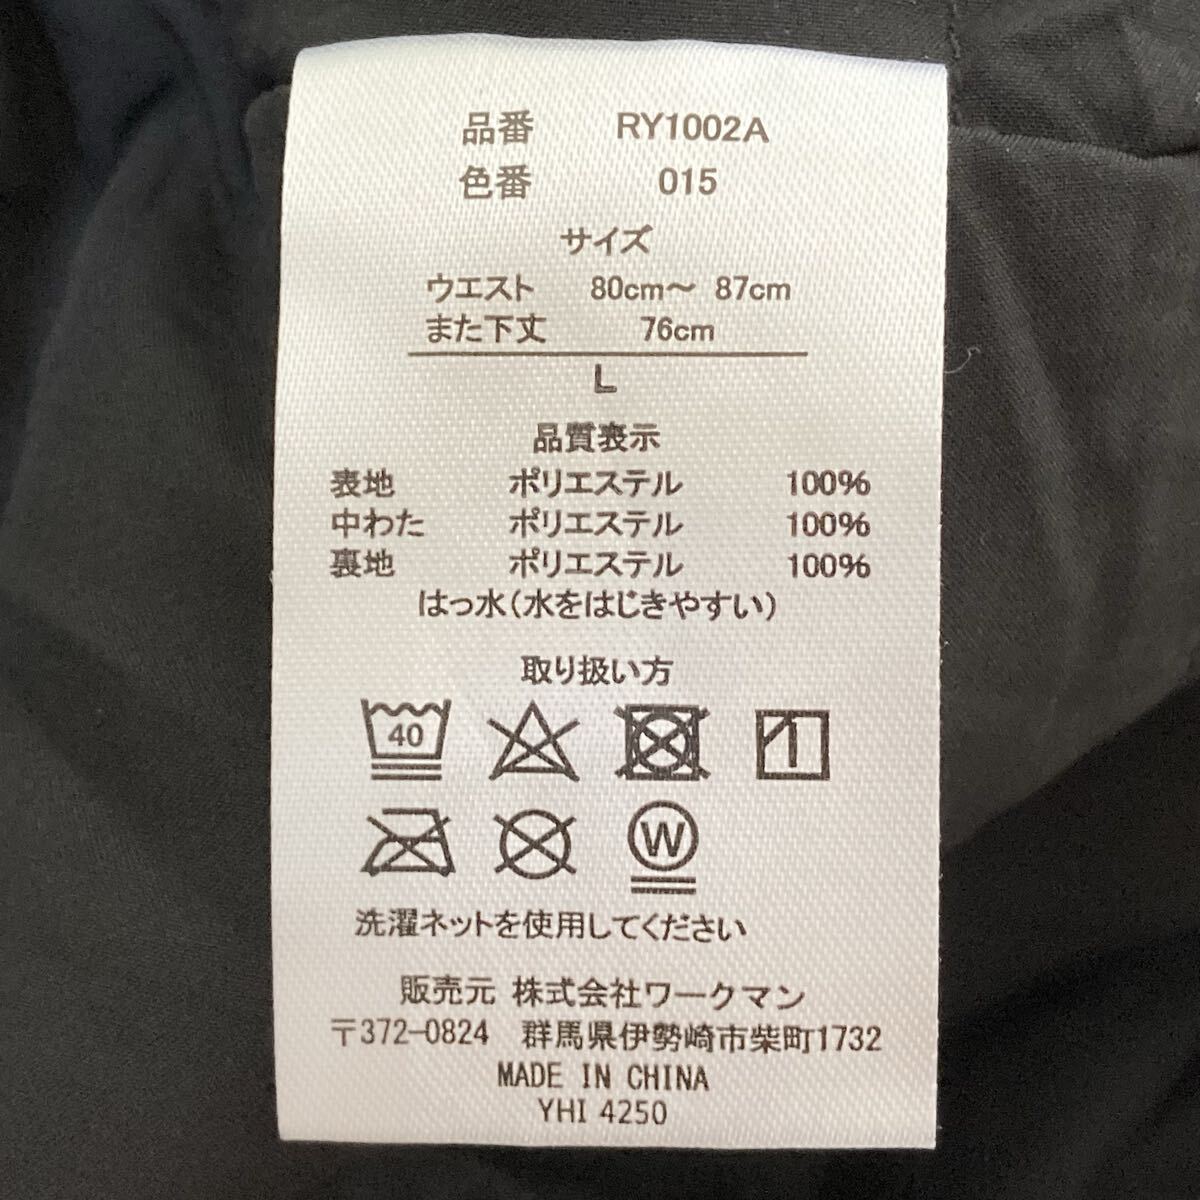 品番 RY1002A
色番 015
サイズ
ウエスト 80cm～ 87cm
また下丈 76cm
L
品質表示
表地 ポリエステル 100%
中わた ポリエステル 100%
裏地 ポリエステル 100%
はっ水(水をはじきやすい)
取り扱い方
40
W
洗濯ネットを使用してください
販売元 株式会社ワークマン
〒372-0824 群馬県伊勢崎市柴町1732
MADE IN CHINA
YHI 4250